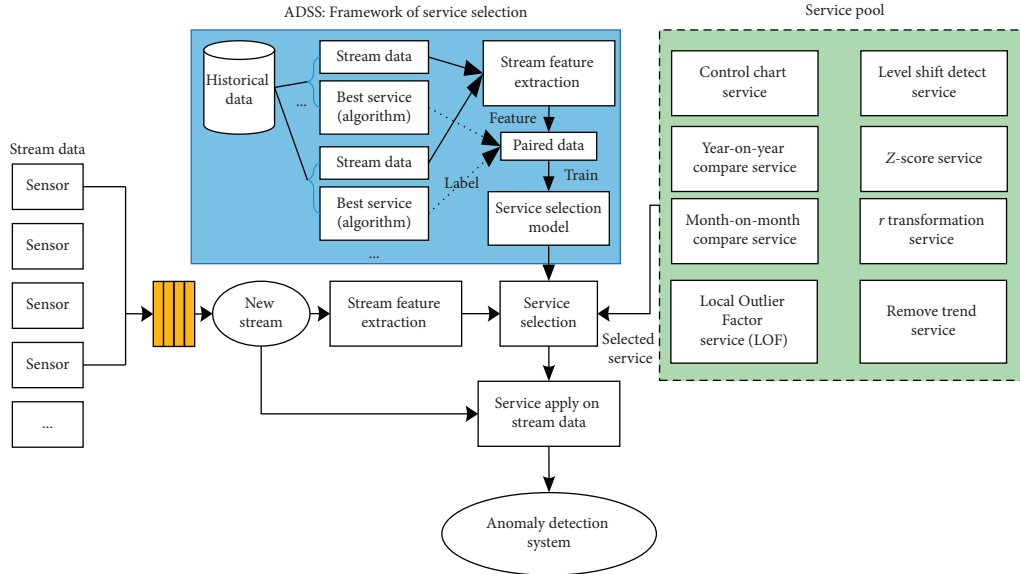 ADSS: Framework of service selection
Historical
data
...
Stream data
Best service
(algorithm)
Stream data
Best service
(algorithm)
...
Stream feature
extraction
Feature
Paired data
Label
Train
Service selection
model
Service pool
Control chart
service
Level shift detect
service
Year-on-year
compare service
Z-score service
Month-on-month
compare service
r transformation
service
Local Outlier
Factor
service (LOF)
Remove trend
service
Stream data
Sensor
Sensor
Sensor
Sensor
...
New
stream
Stream feature
extraction
Service
selection
Selected
service
Service apply on
stream data
Anomaly detection
system